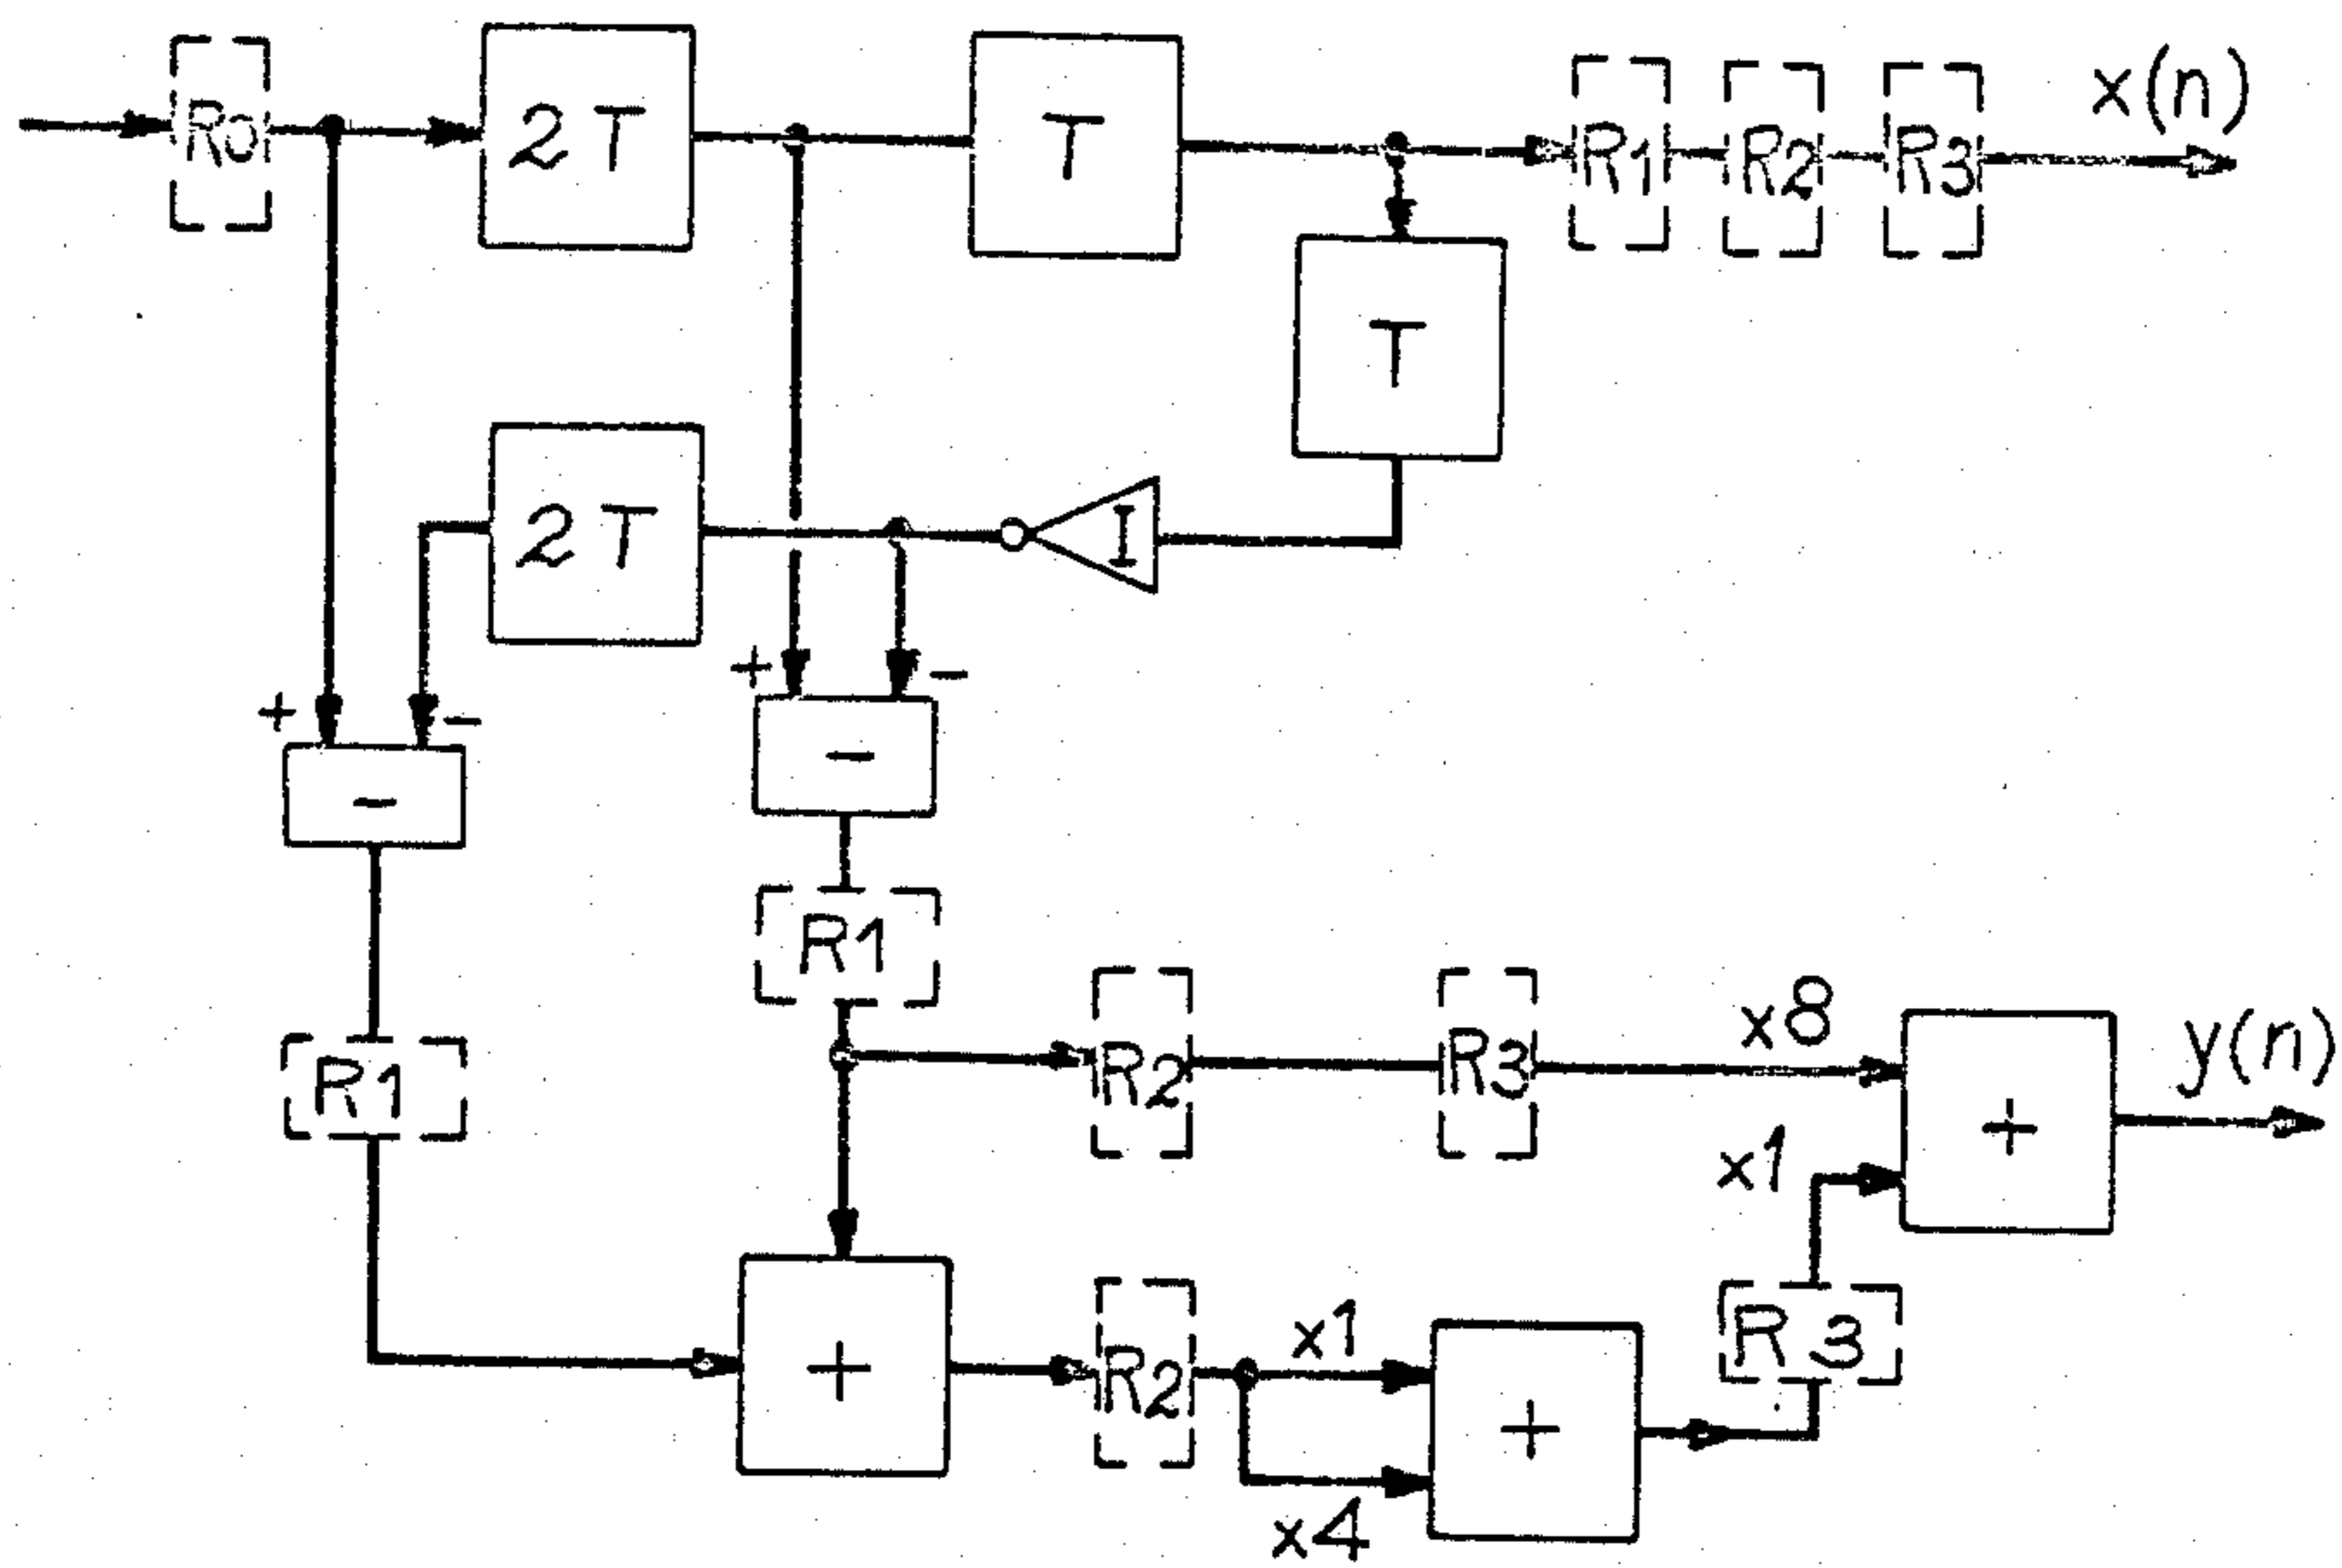 R0
2T
T
R1
R2
R3
x(n)
T
2T
I
+
-
+
-
-
-
R1
R2
R3
x8
y(n)
R1
x1
+
+
R2
x1
R3
+
x4